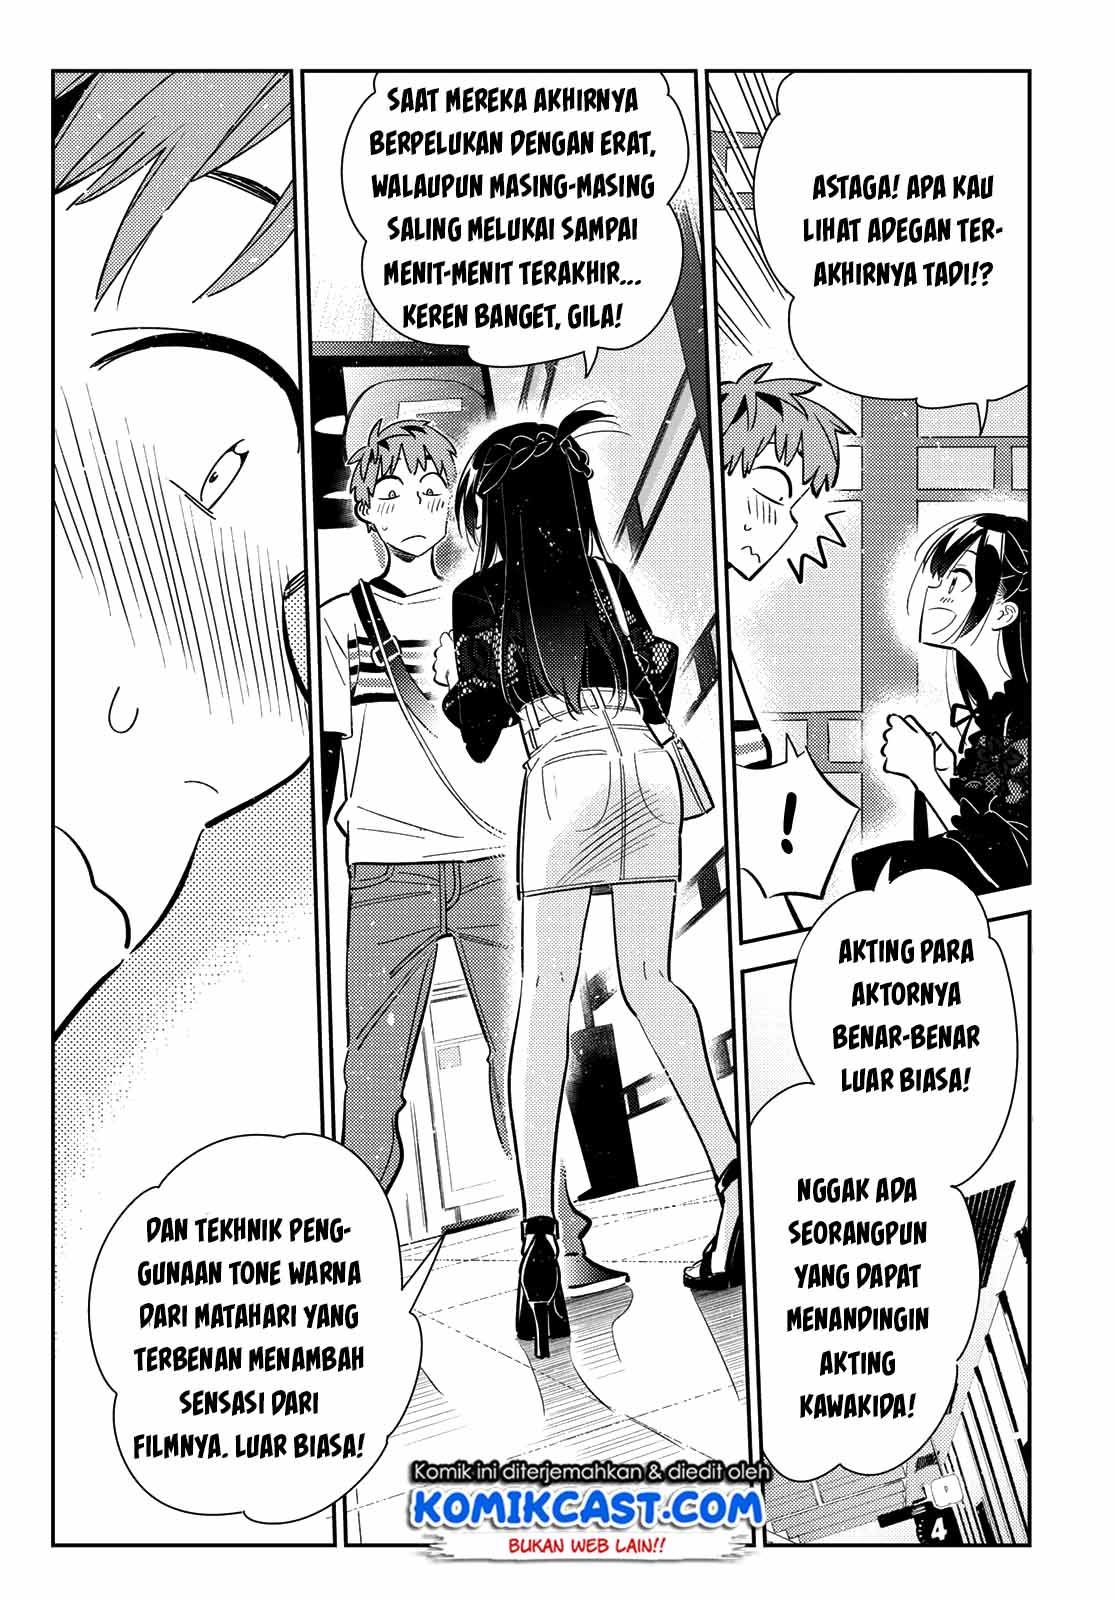 ASTAGA! APA KAU
LIHAT ADEGAN TER-
AKHIRNYA TADI!?
!
AKTING PARA
AKTORNYA
BENAR-BENAR
LUAR BIASA!
NGGAK ADA
SEORANGPUN
YANG DAPAT
MENANDINGIN
AKTING
KAWAKIDA!
4
SAAT MEREKA AKHIRNYA
BERPELUKAN DENGAN ERAT,
WALAUPUN MASING-MASING
SALING MELUKAI SAMPAI
MENIT-MENIT TERAKHIR...
KEREN BANGET, GILA!
DAN TEKHNIK PENG-
GUNAAN TONE WARNA
DARI MATAHARI YANG
TERBENAN MENAMBAH
SENSASI DARI
FILMNYA. LUAR BIASA!
Komik ini diterjemahkan & diedit oleh
KOMIKCAST.COM
BUKAN WEB LAIN!!